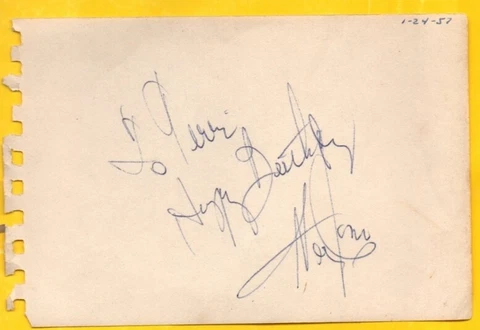 1-24-57
To Terri
Happy Birthday